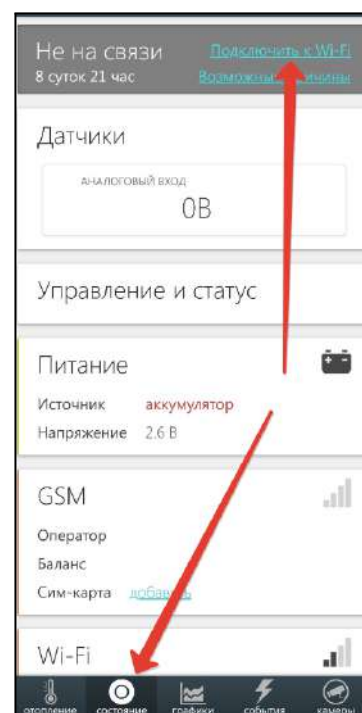 Не на связи Подключить к Wi-Fi
8 суток 21 час Возможные причины
Датчики
АНАЛОГОВЫЙ ВХОД
0В
Управление и статус
Питание
Источник аккумулятор
Напряжение 2.6 В
GSM
Оператор
Баланс
Сим-карта добавить
Wi-Fi
отопление состояние графики события камеры